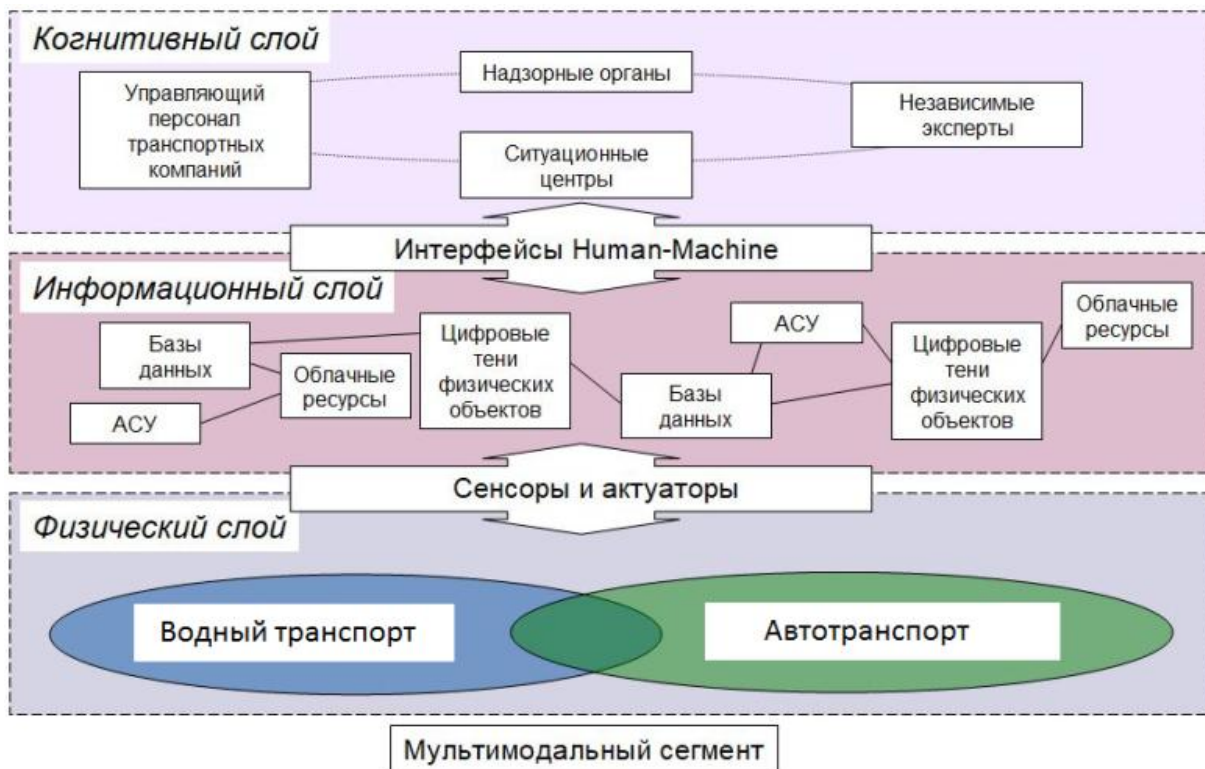 Когнитивный слой
Надзорные органы
Управляющий
персонал
транспортных
компаний
Независимые
эксперты
Ситуационные
центры
Интерфейсы Human-Machine
Информационный слой
Базы
данных
Облачные
ресурсы
АСУ
Цифровые
тени
физических
объектов
Базы
данных
АСУ
Цифровые
тени
физических
объектов
Облачные
ресурсы
Сенсоры и актуаторы
Физический слой
Водный транспорт
Автотранспорт
Мультимодальный сегмент